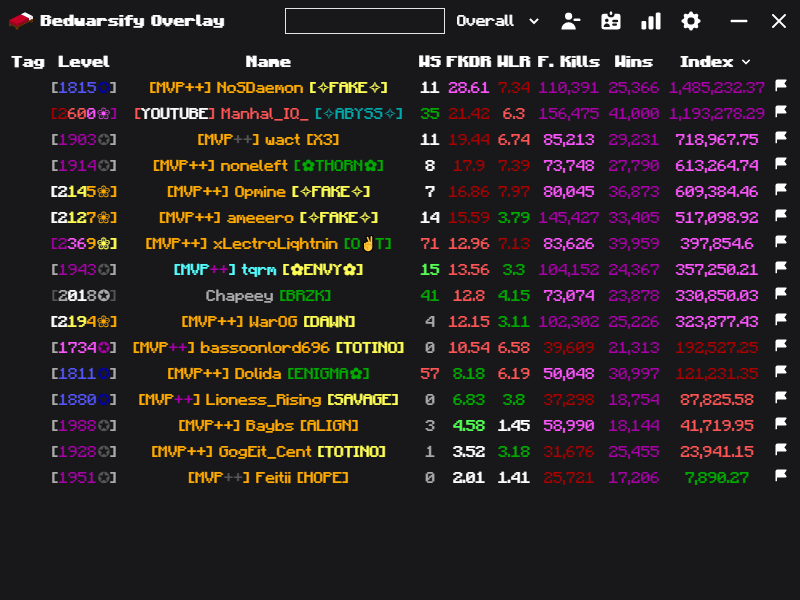 Bedwarsify Overlay Overall
Tag Level Name WS FKDR WLR F. Kills Wins Index
[1815✪] [MVP++] NoSDaemon [✧FAKE✧] 11 28.61 7.34 110,391 25,366 1,485,232.37
[2600❀] [YOUTUBE] Manhal_IQ_ [✧ABYSS✧] 35 21.42 6.3 156,475 41,000 1,193,278.29
[1903✪] [MVP++] wact [X3] 11 19.44 6.74 85,213 29,231 718,967.75
[1914✪] [MVP++] noneleft [✿THORN✿] 8 17.9 7.39 73,748 27,790 613,264.74
[2145❀] [MVP++] Opmine [✧FAKE✧] 7 16.86 7.97 80,045 36,873 609,384.46
[2127❀] [MVP++] ameeero [✧FAKE✧] 14 15.59 3.79 145,427 33,405 517,098.92
[2369❀] [MVP++] xLectroLightnin [O✌T] 71 12.96 7.13 83,626 39,959 397,854.6
[1943✪] [MVP++] tqrm [✿ENVY✿] 15 13.56 3.3 104,152 24,367 357,250.21
[2018✪] Chapeey [BRZK] 41 12.8 4.15 73,074 23,878 330,850.03
[2194❀] [MVP++] WarOG [DAWN] 4 12.15 3.11 102,302 25,226 323,877.43
[1734✪] [MVP++] bassoonlord696 [TOTINO] 0 10.54 6.58 39,609 21,313 192,527.25
[1811✪] [MVP++] Dolida [ENIGMA✿] 57 8.18 6.19 50,048 30,997 121,231.35
[1880✪] [MVP++] Lioness_Rising [SAVAGE] 0 6.83 3.8 37,298 18,754 87,825.58
[1988✪] [MVP++] Baybs [ALIGN] 3 4.58 1.45 58,990 18,144 41,719.95
[1928✪] [MVP++] GogEit_Cent [TOTINO] 1 3.52 3.18 31,676 25,455 23,941.15
[1951✪] [MVP++] Feitii [HOPE] 0 2.01 1.41 25,721 17,206 7,890.27